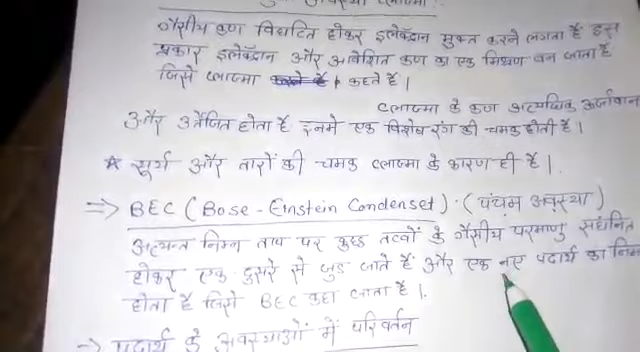 अवस्था प्लाज्मा :
गैसीय कण विघटित होकर इलेक्ट्रॉन मुक्त करने लगता है इस
प्रकार इलेक्ट्रॉन और आवेशित कण का एक मिश्रण बन जाता है
जिसे प्लाज्मा कहते हैं।
प्लाज्मा के कण अत्यधिक ऊर्जावान
और उत्तेजित होता है इनमे एक विशेष रंग की चमक होती है।
* सूर्य और तारों की चमक प्लाज्मा के कारण ही है।
⇒ BEC (Bose - Einstein Condenset) : (पंचम अवस्था)
अत्यन्त निम्न ताप पर कुछ तत्वों के गैसीय परमाणु संघनित
होकर एक दुसरे से जुड जाते हैं और एक नए पदार्थ का
होता है जिसे BEC कहा जाता है।
→ पदार्थ के अवस्थाओं में परिवर्तन